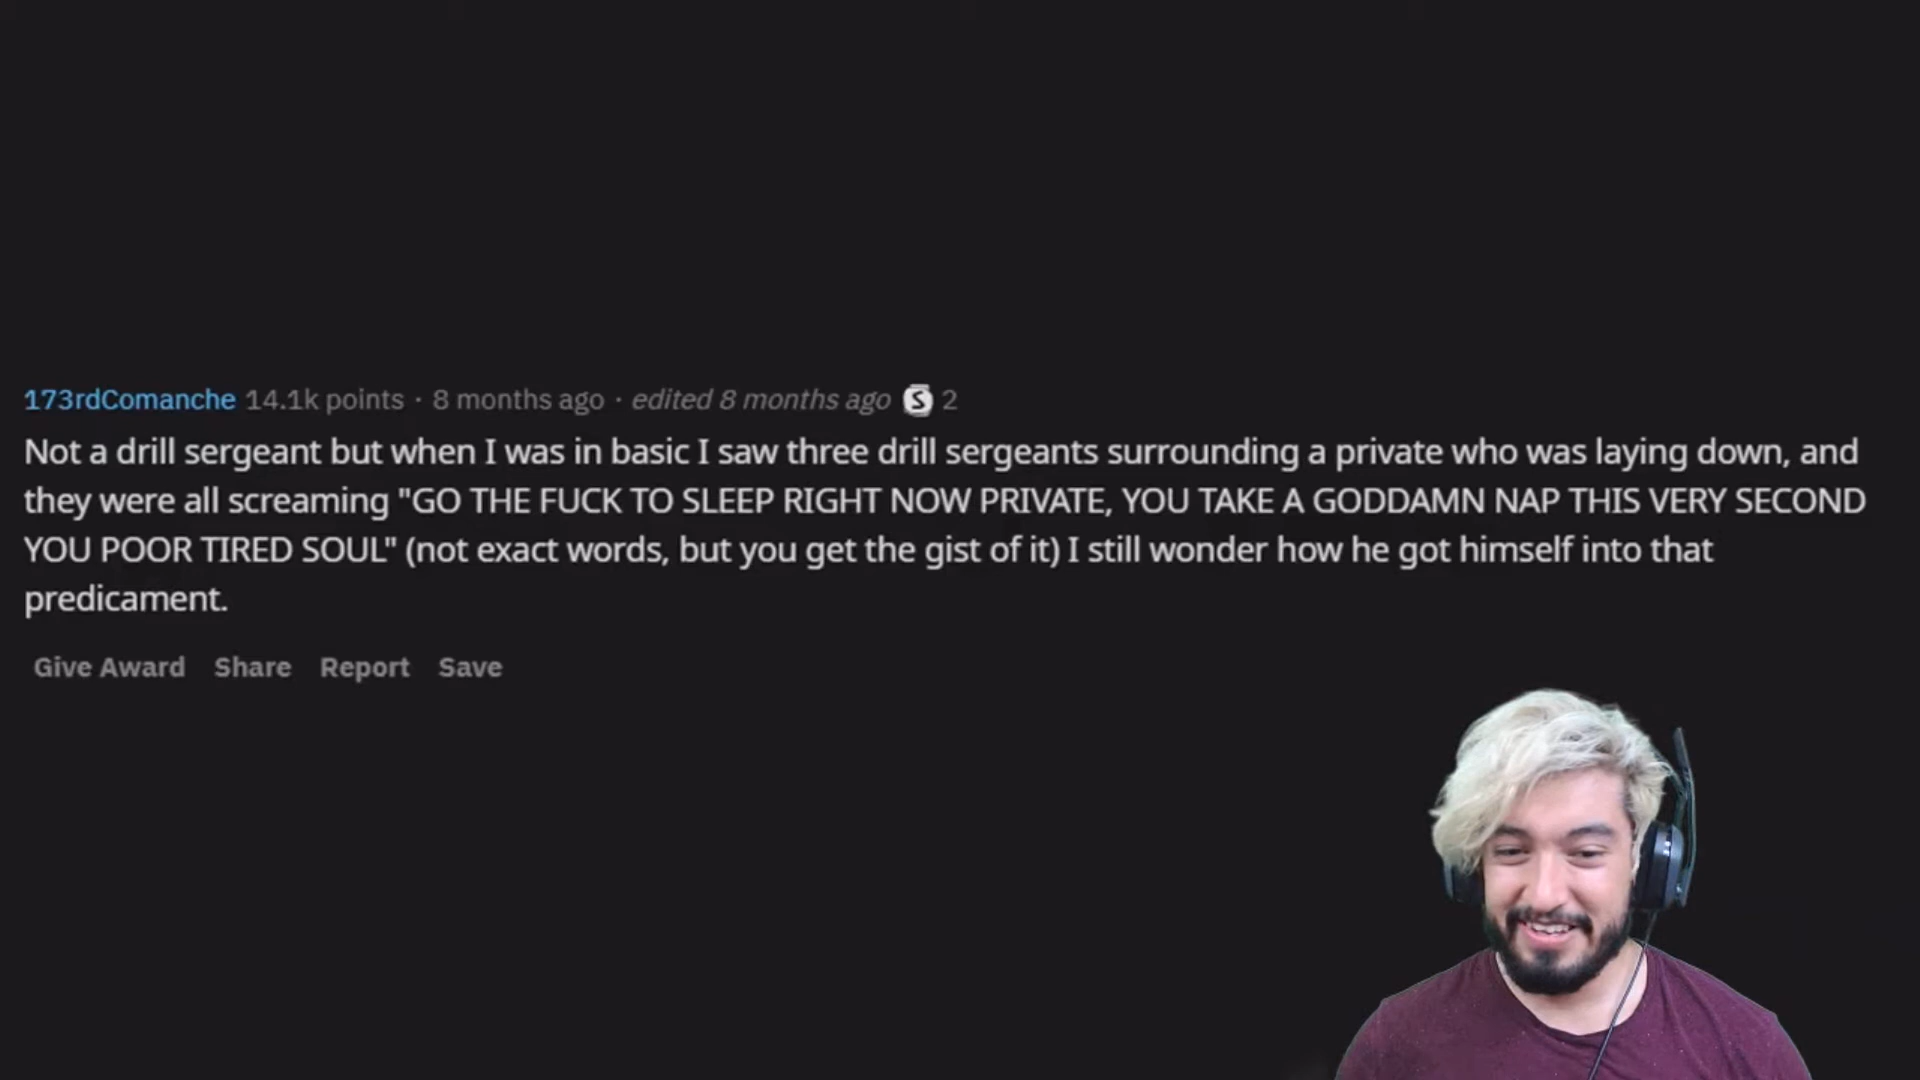 173rdComanche 14.1k points · 8 months ago · edited 8 months ago S 2
Not a drill sergeant but when I was in basic I saw three drill sergeants surrounding a private who was laying down, and
they were all screaming "GO THE FUCK TO SLEEP RIGHT NOW PRIVATE, YOU TAKE A GODDAMN NAP THIS VERY SECOND
YOU POOR TIRED SOUL" (not exact words, but you get the gist of it) I still wonder how he got himself into that
predicament.
Give Award Share Report Save